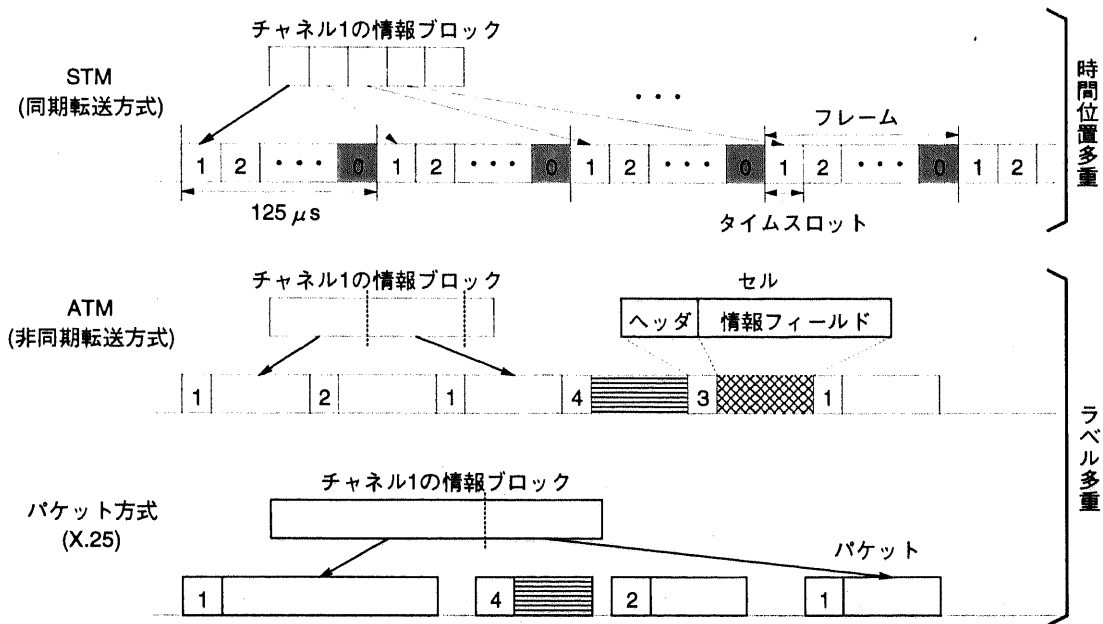 チャネル1の情報ブロック
STM
(同期転送方式)
・・・
フレーム
1 2 ・・・ 0 1 2 ・・・ 0 1 2 ・・・ 0 1 2 ・・・ 0 1 2
125 μs
タイムスロット
時間位置多重
チャネル1の情報ブロック
セル
ATM
(非同期転送方式)
ヘッダ 情報フィールド
1 2 1 4 3 1
チャネル1の情報ブロック
パケット方式
(X.25)
パケット
1 4 2 1
ラベル多重